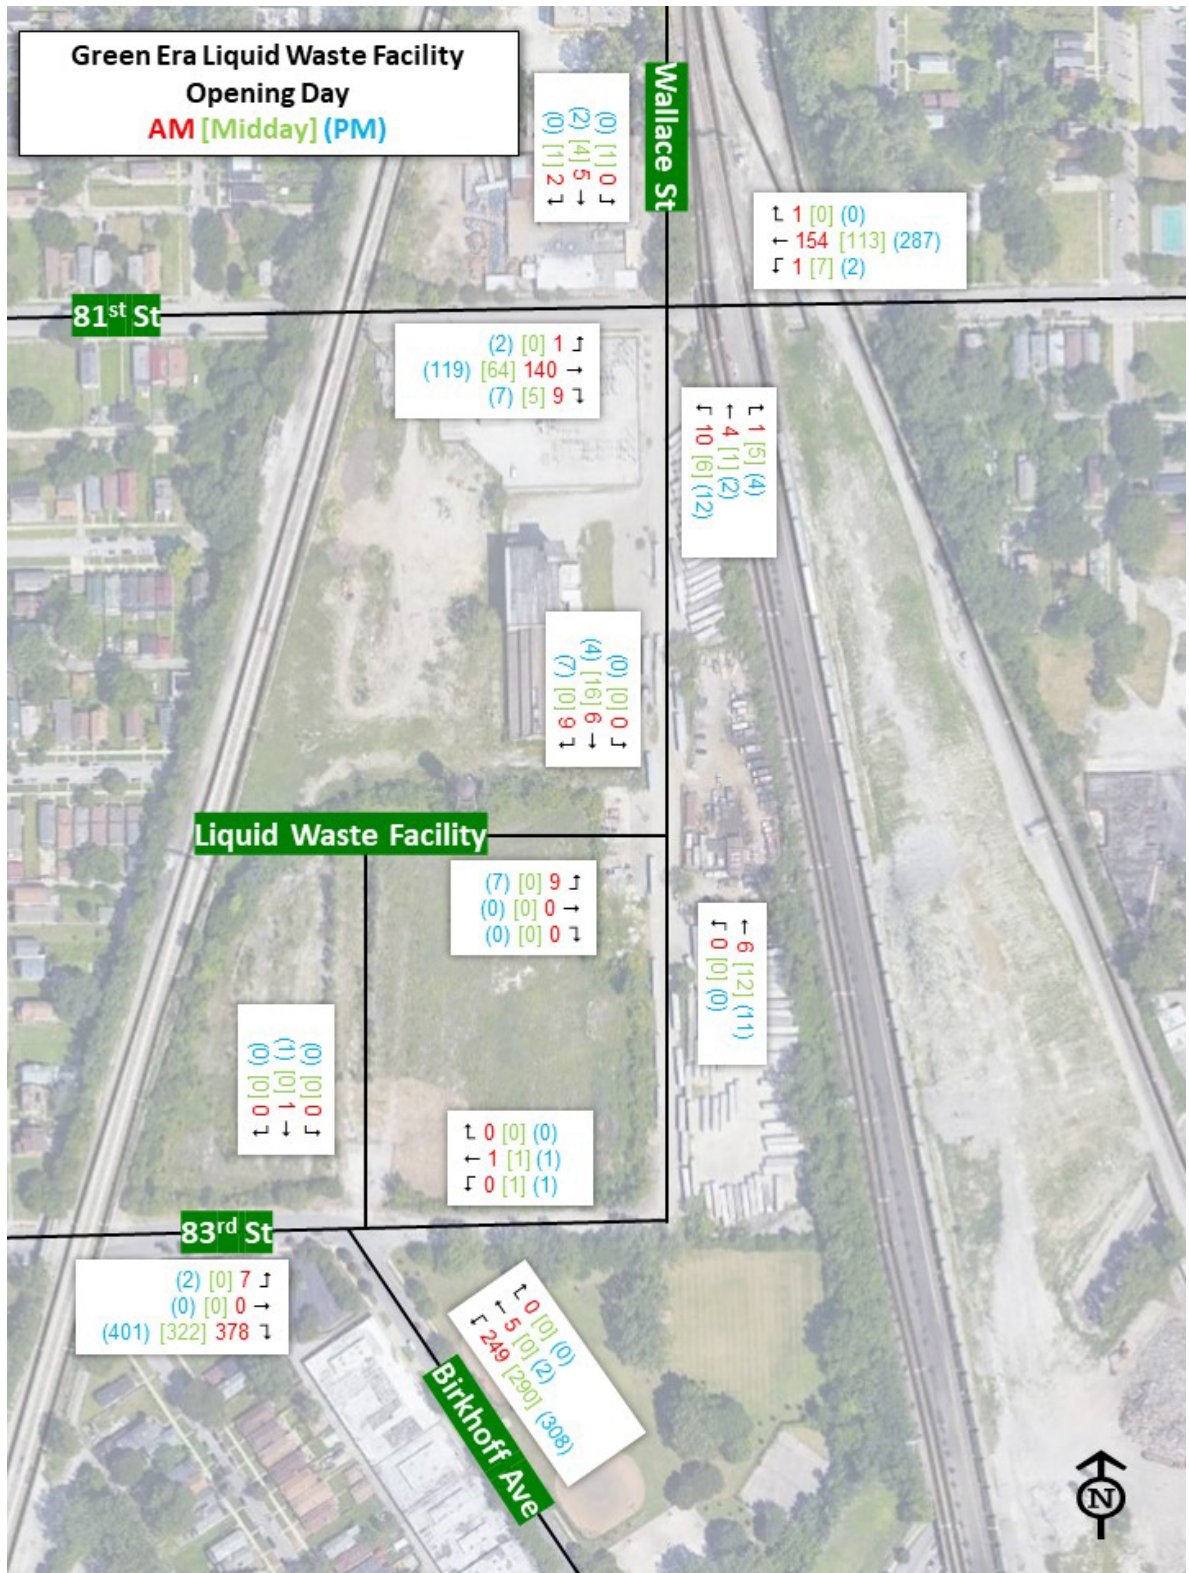 Green Era Liquid Waste Facility
Opening Day
AM [Midday] (PM)
Wallace St
(0) [1] 0
(2) [4] 5 →
(0) [1] 2
1 [0] (0)
← 154 [113] (287)
1 [7] (2)
81st St
(2) [0] 1
(119) [64] 140 →
(7) [5] 9
1 [5] (4)
← 4 [1] (2)
10 [6] (12)
(0) [0] 0
(4) [16] 6 →
(7) [0] 9
Liquid Waste Facility
(7) [0] 9
(0) [0] 0 →
(0) [0] 0
← 6 [12] (11)
0 [0] (0)
(0) [0] 0
(1) [0] 1 →
(0) [0] 0
0 [0] (0)
← 1 [1] (1)
0 [1] (1)
83rd St
(2) [0] 7
(0) [0] 0 →
(401) [322] 378
0 [0] (0)
← 5 [0] (2)
249 [290] (308)
Birkhoff Ave
N